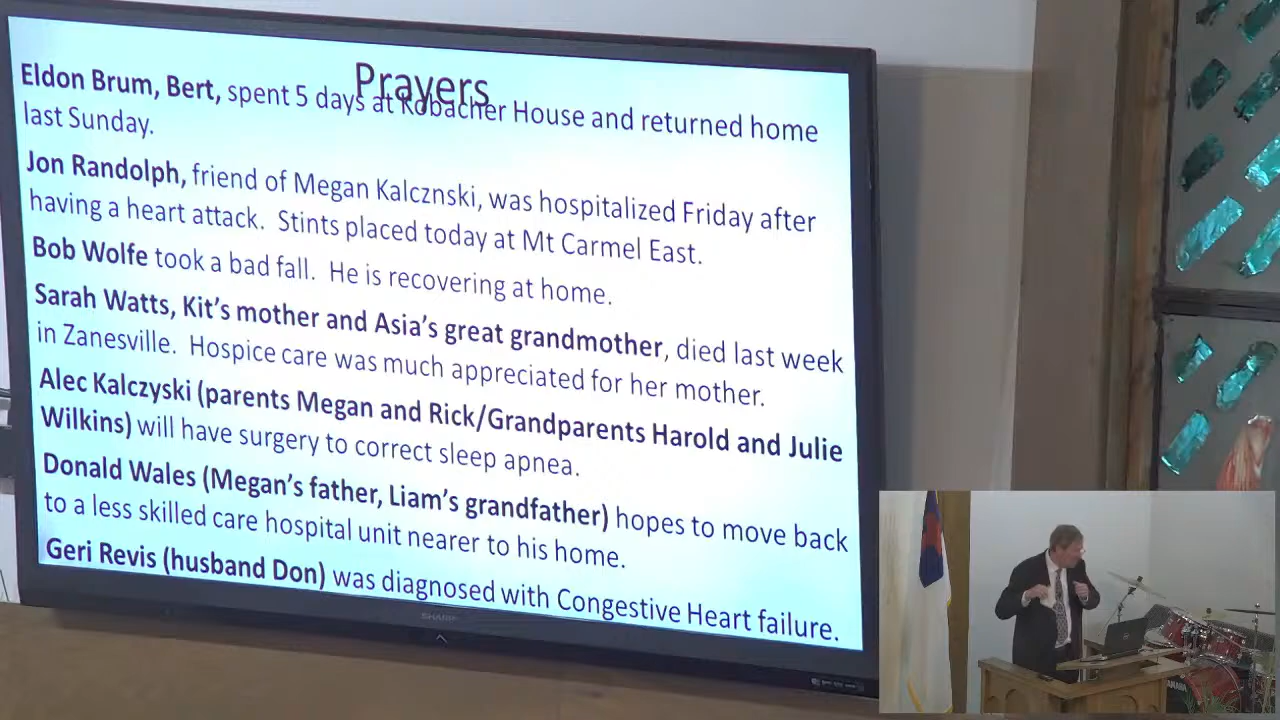 Prayers
Eldon Brum, Bert, spent 5 days at Kobacher House and returned home
last Sunday.
Jon Randolph, friend of Megan Kalcznski, was hospitalized Friday after
having a heart attack. Stints placed today at Mt Carmel East.
Bob Wolfe took a bad fall. He is recovering at home.
Sarah Watts, Kit's mother and Asia's great grandmother, died last week
in Zanesville. Hospice care was much appreciated for her mother.
Alec Kalczyski (parents Megan and Rick/Grandparents Harold and Julie
Wilkins) will have surgery to correct sleep apnea.
Donald Wales (Megan's father, Liam's grandfather) hopes to move back
to a less skilled care hospital unit nearer to his home.
Geri Revis (husband Don) was diagnosed with Congestive Heart failure.
SHARP
YAMAHA